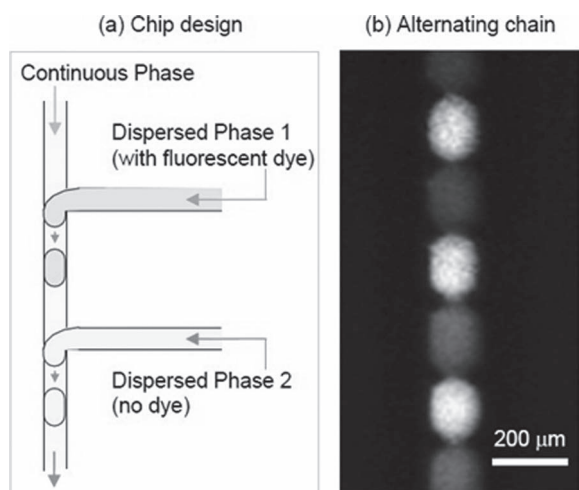 (a) Chip design
(b) Alternating chain
Continuous Phase
Dispersed Phase 1
(with fluorescent dye)
Dispersed Phase 2
(no dye)
200 μm